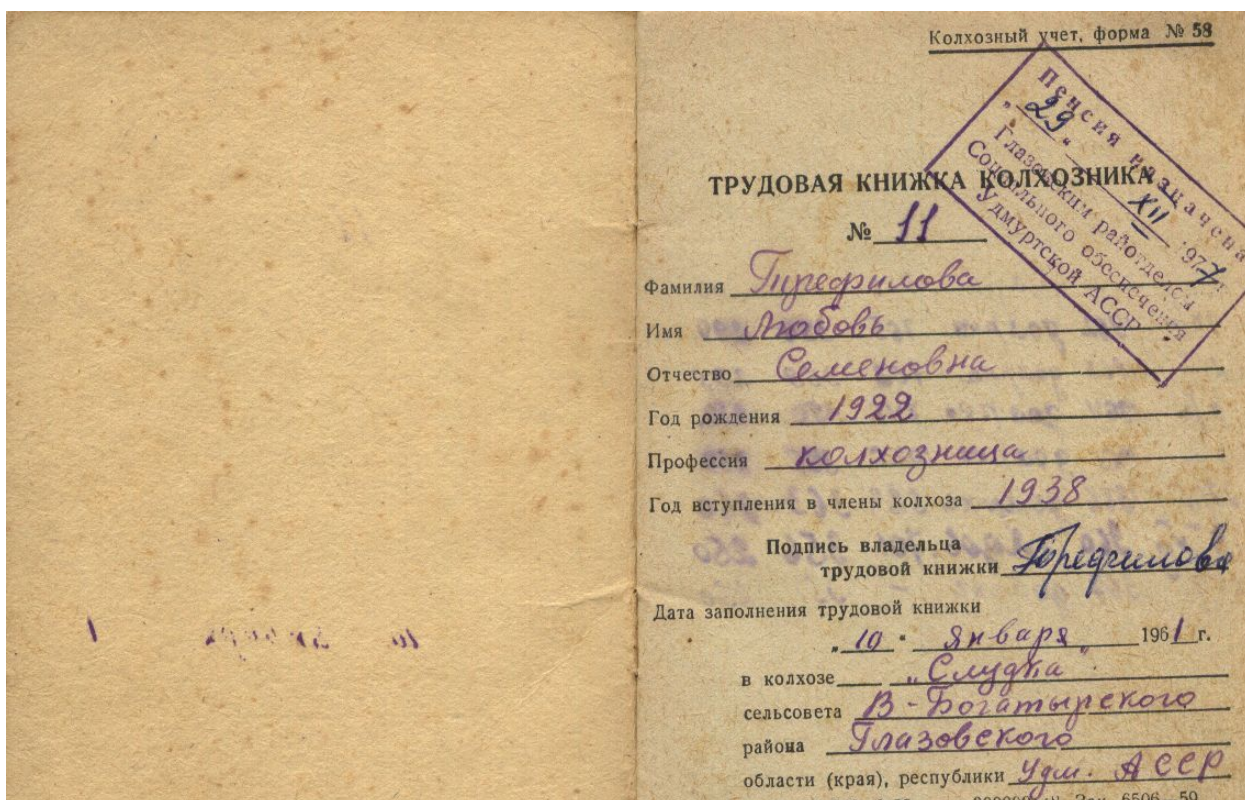 Колхозный учет, форма № 58
Пенсия назначена
"29" XII 1977г.
Глазовским райотделом
Социального обеспечения
Удмуртской АССР
ТРУДОВАЯ КНИЖКА КОЛХОЗНИКА
№ 11
Фамилия Трефилова
Имя Любовь
Отчество Семеновна
Год рождения 1922
Профессия колхозница
Год вступления в члены колхоза 1938
Подпись владельца
трудовой книжки Трефилова
Дата заполнения трудовой книжки
"10" Января 1961 г.
в колхозе "Слудка"
сельсовета В-Богатырского
района Глазовского
области (края), республики Удм. АССР